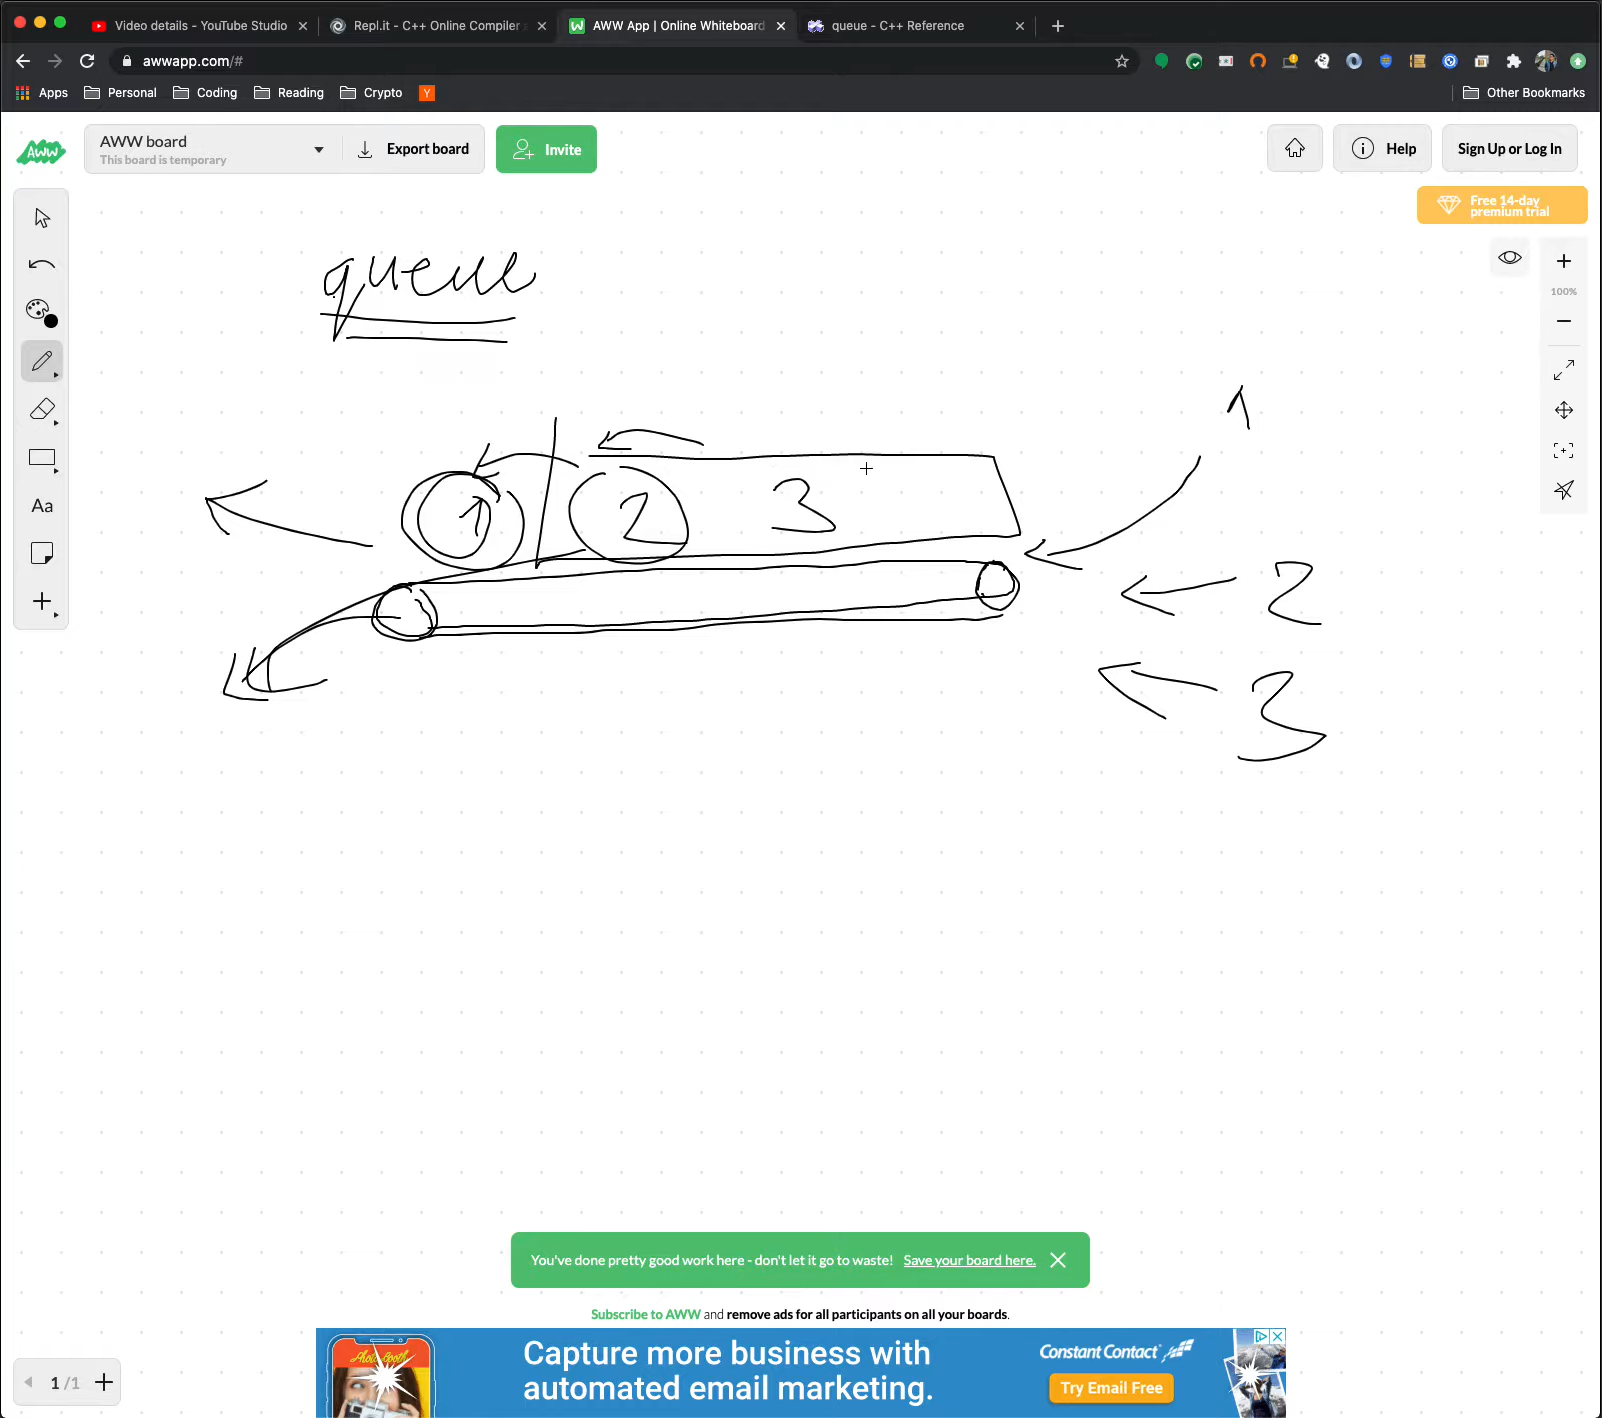 Video details - YouTube Studio
Repl.it - C++ Online Compiler
AWW App | Online Whiteboard
queue - C++ Reference
awwapp.com/#
Apps Personal Coding Reading Crypto Y Other Bookmarks
AWW
AWW board
This board is temporary
Export board
Invite
Help
Sign Up or Log In
Free 14-day
premium trial
100%
Aa
queue
1
1 2 3
2
3
You've done pretty good work here - don't let it go to waste! Save your board here.
Subscribe to AWW and remove ads for all participants on all your boards.
Capture more business with
automated email marketing.
Constant Contact
Try Email Free
1 /1